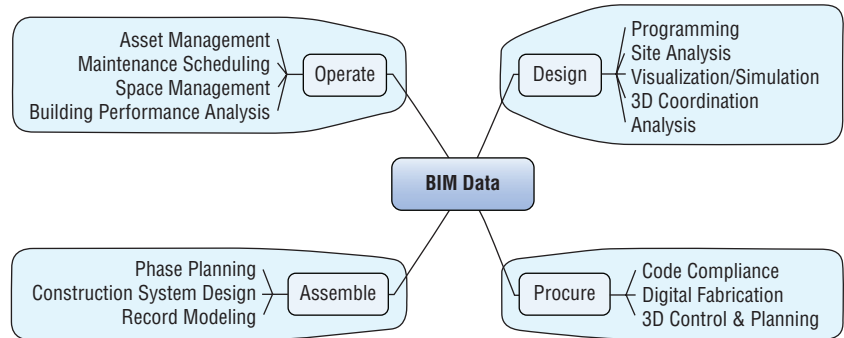 Asset Management
Maintenance Scheduling
Space Management
Building Performance Analysis
Operate
Design
Programming
Site Analysis
Visualization/Simulation
3D Coordination
Analysis
BIM Data
Phase Planning
Construction System Design
Record Modeling
Assemble
Procure
Code Compliance
Digital Fabrication
3D Control & Planning